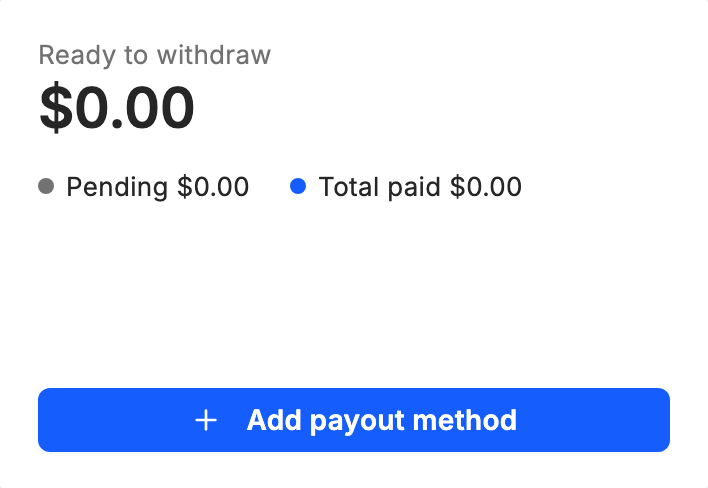 Ready to withdraw
$0.00
Pending $0.00 Total paid $0.00
Add payout method